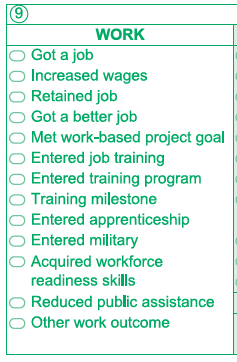 9
WORK
Got a job
Increased wages
Retained job
Got a better job
Met work-based project goal
Entered job training
Entered training program
Training milestone
Entered apprenticeship
Entered military
Acquired workforce
readiness skills
Reduced public assistance
Other work outcome